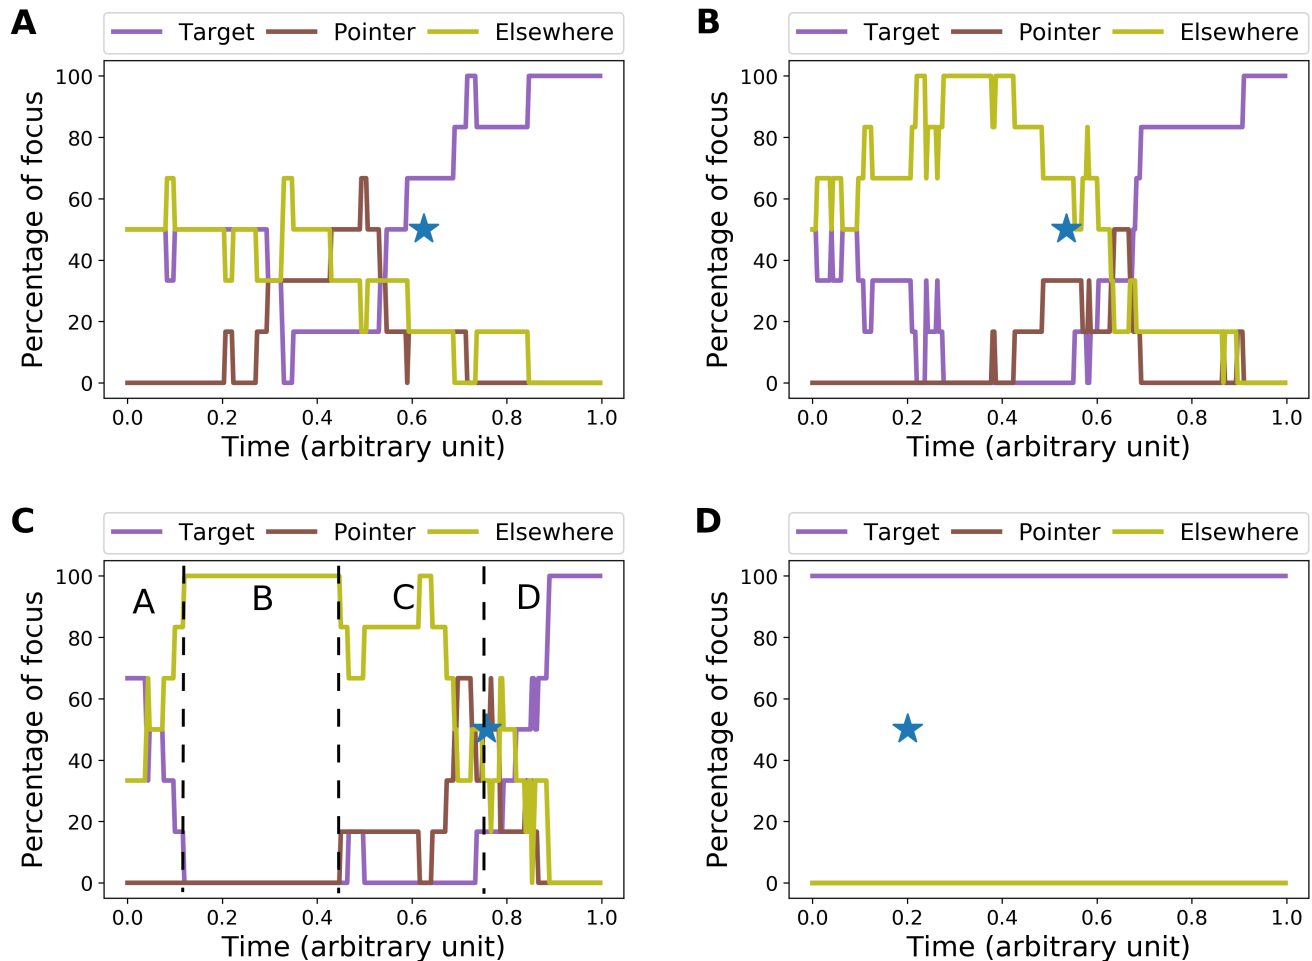 A
Target Pointer Elsewhere
Percentage of focus
100
80
60
40
20
0
0.0 0.2 0.4 0.6 0.8 1.0
Time (arbitrary unit)
B
Target Pointer Elsewhere
Percentage of focus
100
80
60
40
20
0
0.0 0.2 0.4 0.6 0.8 1.0
Time (arbitrary unit)
C
Target Pointer Elsewhere
Percentage of focus
100
80
60
40
20
0
A B C D
0.0 0.2 0.4 0.6 0.8 1.0
Time (arbitrary unit)
D
Target Pointer Elsewhere
Percentage of focus
100
80
60
40
20
0
0.0 0.2 0.4 0.6 0.8 1.0
Time (arbitrary unit)